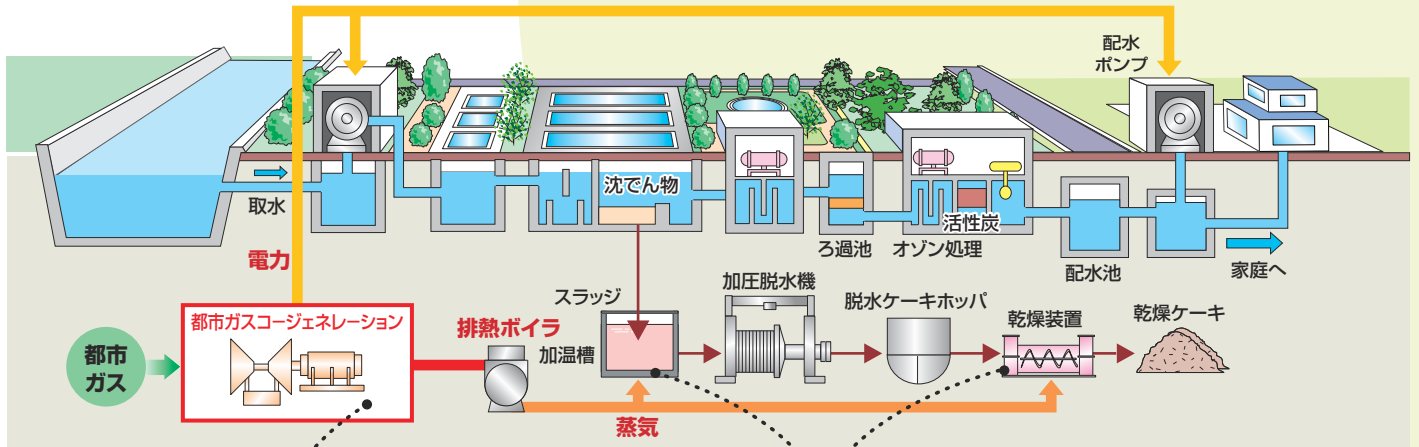 配水
ポンプ
取水
沈でん物
ろ過池
オゾン処理
活性炭
配水池
家庭へ
電力
都市
ガス
都市ガスコージェネレーション
排熱ボイラ
スラッジ
加温槽
加圧脱水機
脱水ケーキホッパ
乾燥装置
乾燥ケーキ
蒸気